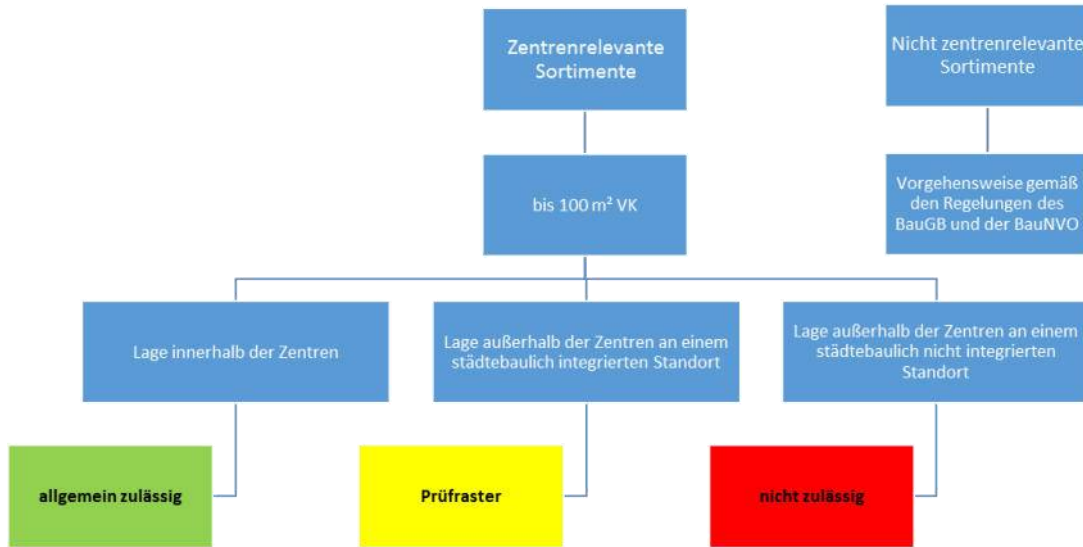 Zentrenrelevante
Sortimente
Nicht zentrenrelevante
Sortimente
bis 100 m² VK
Vorgehensweise gemäß
den Regelungen des
BauGB und der BauNVO
Lage innerhalb der Zentren
Lage außerhalb der Zentren an einem
städtebaulich integrierten Standort
Lage außerhalb der Zentren an einem
städtebaulich nicht integrierten
Standort
allgemein zulässig
Prüfraster
nicht zulässig